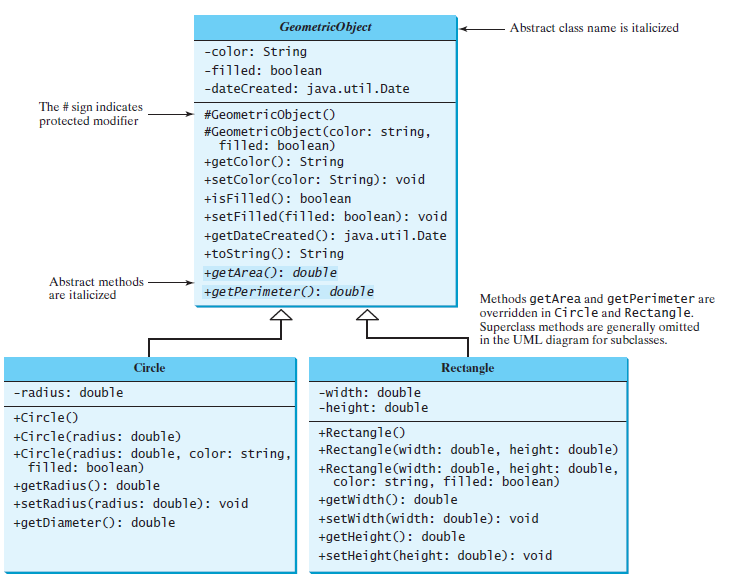 GeometricObject
Abstract class name is italicized
-color: String
-filled: boolean
-dateCreated: java.util.Date
The # sign indicates
protected modifier
#GeometricObject()
#GeometricObject(color: string,
filled: boolean)
+getColor(): String
+setColor(color: String): void
+isFilled(): boolean
+setFilled(filled: boolean): void
+getDateCreated(): java.util.Date
+toString(): String
+getArea(): double
+getPerimeter(): double
Abstract methods
are italicized
Methods getArea and getPerimeter are
overridden in Circle and Rectangle.
Superclass methods are generally omitted
in the UML diagram for subclasses.
Circle
-radius: double
+Circle()
+Circle(radius: double)
+Circle(radius: double, color: string,
filled: boolean)
+getRadius(): double
+setRadius(radius: double): void
+getDiameter(): double
Rectangle
-width: double
-height: double
+Rectangle()
+Rectangle(width: double, height: double)
+Rectangle(width: double, height: double,
color: string, filled: boolean)
+getWidth(): double
+setWidth(width: double): void
+getHeight(): double
+setHeight(height: double): void